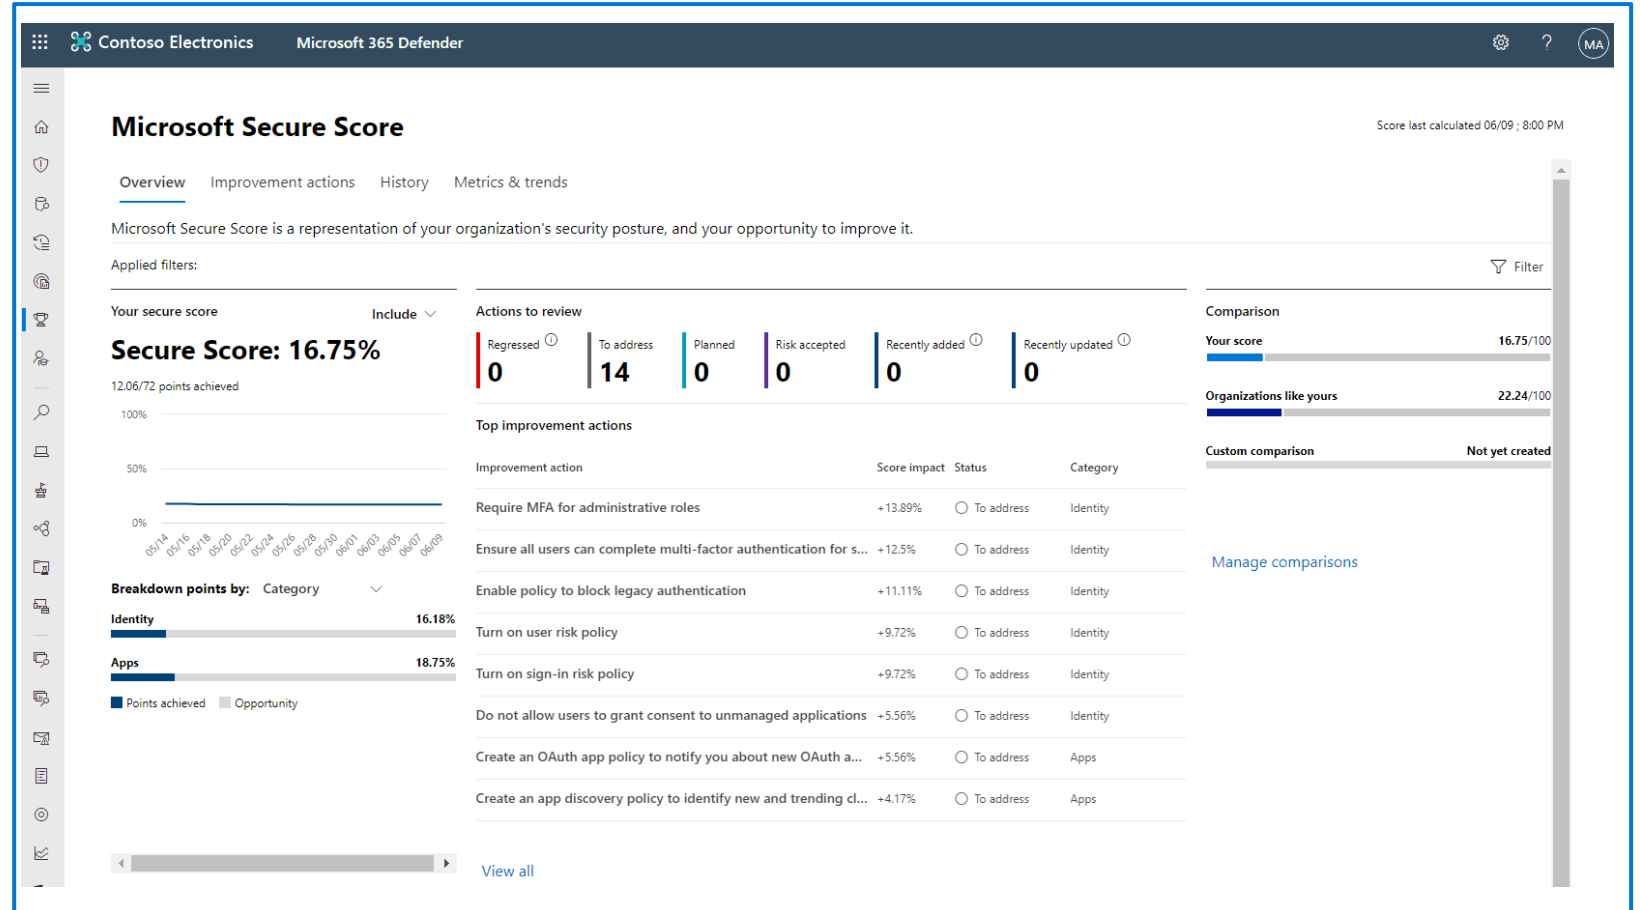 Contoso Electronics
Microsoft 365 Defender
?
MA
Microsoft Secure Score
Score last calculated 06/09 ; 8:00 PM
Overview
Improvement actions
History
Metrics & trends
Microsoft Secure Score is a representation of your organization's security posture, and your opportunity to improve it.
Applied filters:
Filter
Your secure score
Include
Secure Score: 16.75%
12.06/72 points achieved
100%
50%
0%
05/14 05/16 05/18 05/20 05/22 05/24 05/26 05/28 05/30 06/01 06/03 06/05 06/07 06/09
Breakdown points by: Category
Identity 16.18%
Apps 18.75%
Points achieved Opportunity
Actions to review
Regressed
0
To address
14
Planned
0
Risk accepted
0
Recently added
0
Recently updated
0
Top improvement actions
Improvement action Score impact Status Category
Require MFA for administrative roles +13.89% To address Identity
Ensure all users can complete multi-factor authentication for s... +12.5% To address Identity
Enable policy to block legacy authentication +11.11% To address Identity
Turn on user risk policy +9.72% To address Identity
Turn on sign-in risk policy +9.72% To address Identity
Do not allow users to grant consent to unmanaged applications +5.56% To address Identity
Create an OAuth app policy to notify you about new OAuth a... +5.56% To address Apps
Create an app discovery policy to identify new and trending cl... +4.17% To address Apps
View all
Comparison
Your score 16.75/100
Organizations like yours 22.24/100
Custom comparison Not yet created
Manage comparisons